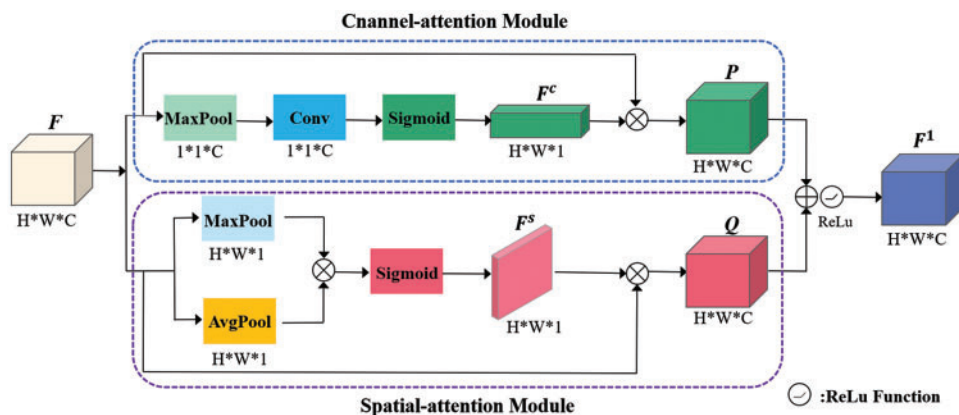 Cnannel-attention Module
F
H*W*C
MaxPool
1*1*C
Conv
1*1*C
Sigmoid
F^c
H*W*1
P
H*W*C
F^1
H*W*C
ReLu
MaxPool
H*W*1
AvgPool
H*W*1
Sigmoid
F^s
H*W*1
Q
H*W*C
Spatial-attention Module
:ReLu Function